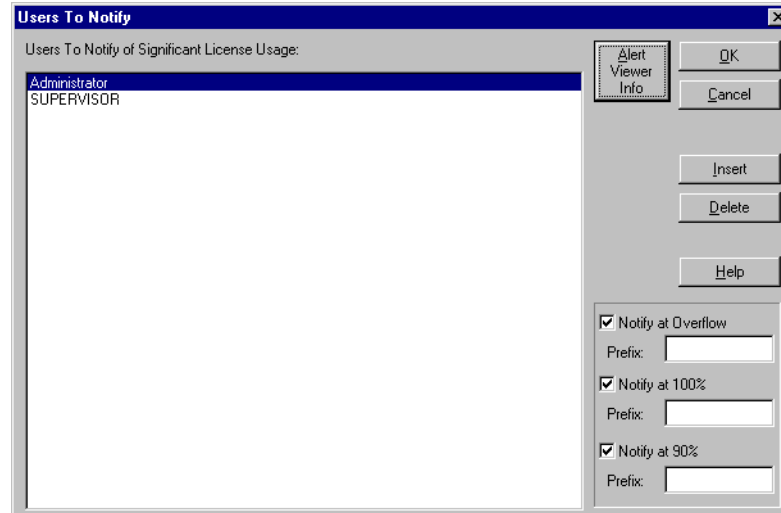 Users To Notify
Users To Notify of Significant License Usage:
Administrator
SUPERVISOR
Alert
Viewer
Info
OK
Cancel
Insert
Delete
Help
Notify at Overflow
Prefix:
Notify at 100%
Prefix:
Notify at 90%
Prefix: